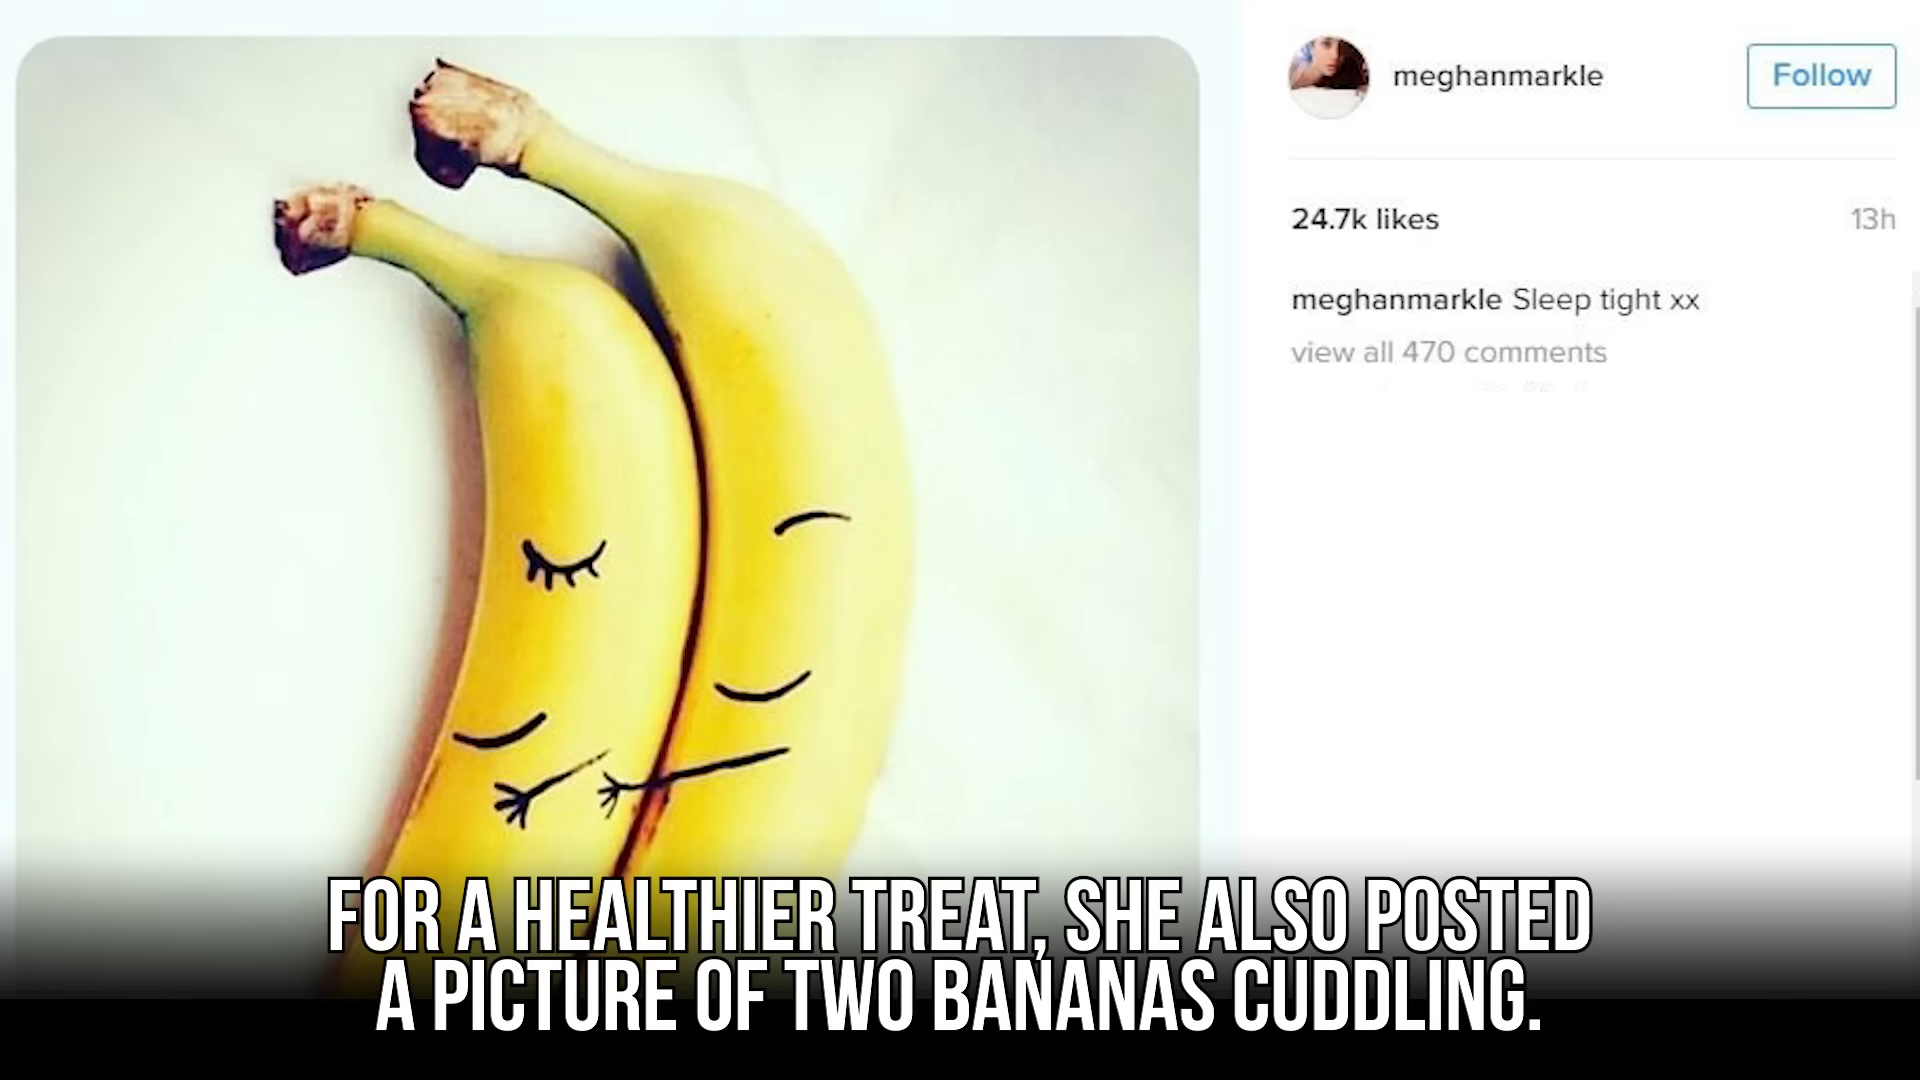 meghanmarkle
Follow
24.7k likes
13h
meghanmarkle Sleep tight xx
view all 470 comments
FOR A HEALTHIER TREAT, SHE ALSO POSTED
A PICTURE OF TWO BANANAS CUDDLING.